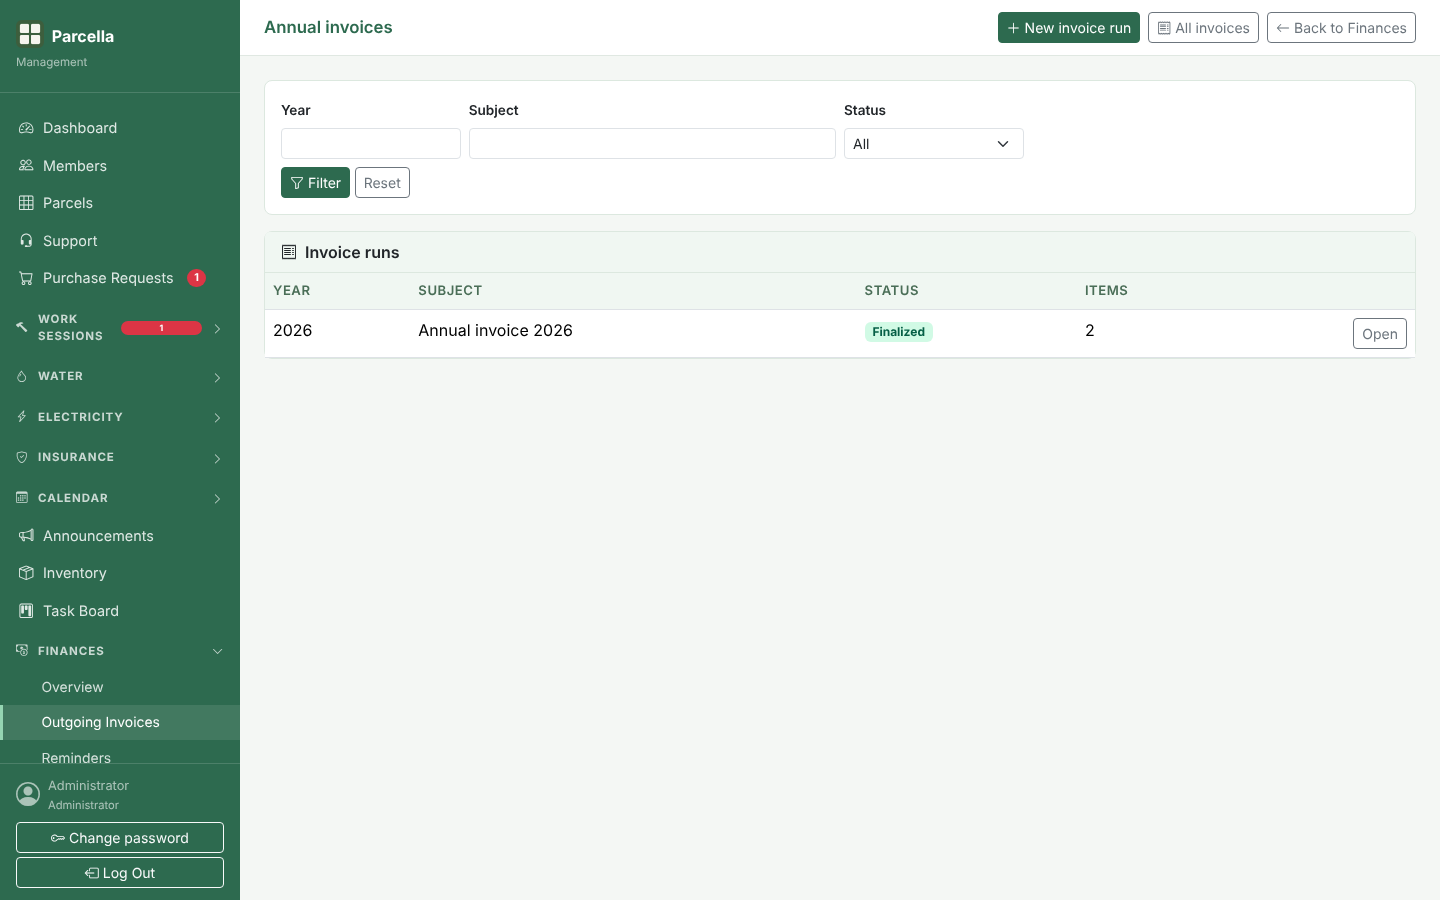 Parcella
Management
Dashboard
Members
Parcels
Support
Purchase Requests 1
WORK SESSIONS 1
WATER
ELECTRICITY
INSURANCE
CALENDAR
Announcements
Inventory
Task Board
FINANCES
Overview
Outgoing Invoices
Reminders
Administrator
Administrator
Change password
Log Out
Annual invoices
New invoice run
All invoices
Back to Finances
Year Subject Status
All
Filter Reset
Invoice runs
YEAR SUBJECT STATUS ITEMS
2026 Annual invoice 2026 Finalized 2 Open